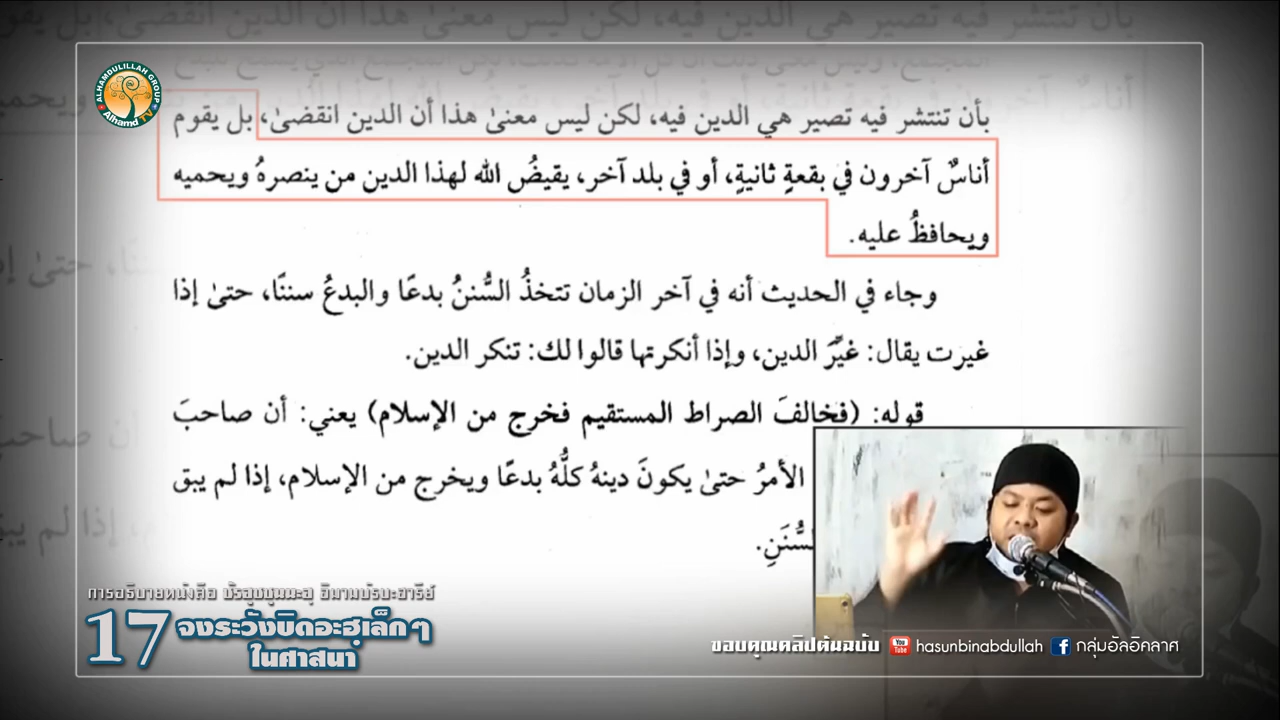 ALHAMDULILLAH GROUP
Alhamd TV
بأن تنتشر فيه تصير هي الدين فيه، لكن ليس معنىٰ هذا أن الدين انقضىٰ، بل يقوم
أناسٌ آخرون في بقعةٍ ثانيةٍ، أو في بلد آخر، يقيضُ الله لهذا الدين من ينصرهُ ويحميه
ويحافظُ عليه.
وجاء في الحديث أنه في آخر الزمان تتخذُ السُّننُ بدعًا والبدعُ سننًا، حتىٰ إذا
غيرت يقال: غيِّرَ الدين، وإذا أنكرتها قالوا لك: تنكر الدين.
قوله: (فخالفَ الصراط المستقيم فخرج من الإسلام) يعني: أن صاحبَ
الأمرُ حتىٰ يكونَ دينهُ كلُّهُ بدعًا ويخرج من الإسلام، إذا لم يبق
السُّنَنِ.
การอธิบายหนังสือ ชัรฮุซซุนนะฮฺ อิมามบัรบะฮารีย์
17 จงระวังบิดอะฮฺเล็กๆ
ในศาสนา
ขอบคุณคลิปต้นฉบับ YouTube hasunbinabdullah กลุ่มอัลอิคลาศ